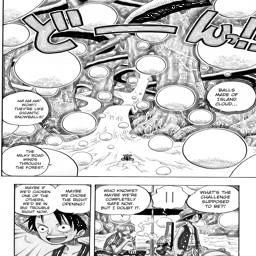 どーんっ!!
BALLS
MADE OF
ISLAND
CLOUD...
HA HA HA!
WOW!!
THEY'RE LIKE
GIGANTIC
SNOWBALLS!
THE
MILKY ROAD
WINDS
THROUGH
THE FOREST.
WHAT'S THE
CHALLENGE
SUPPOSED
TO BE?!
WHO KNOWS?
MAYBE WE'RE
COMPLETELY
SAFE NOW.
BUT I DOUBT IT.
MAYBE
WE CHOSE
THE RIGHT
OPENING!
MAYBE IF
WE'D CHOSEN
ONE OF THE
OTHERS,
WE'D BE IN
BIG TROUBLE
RIGHT NOW.